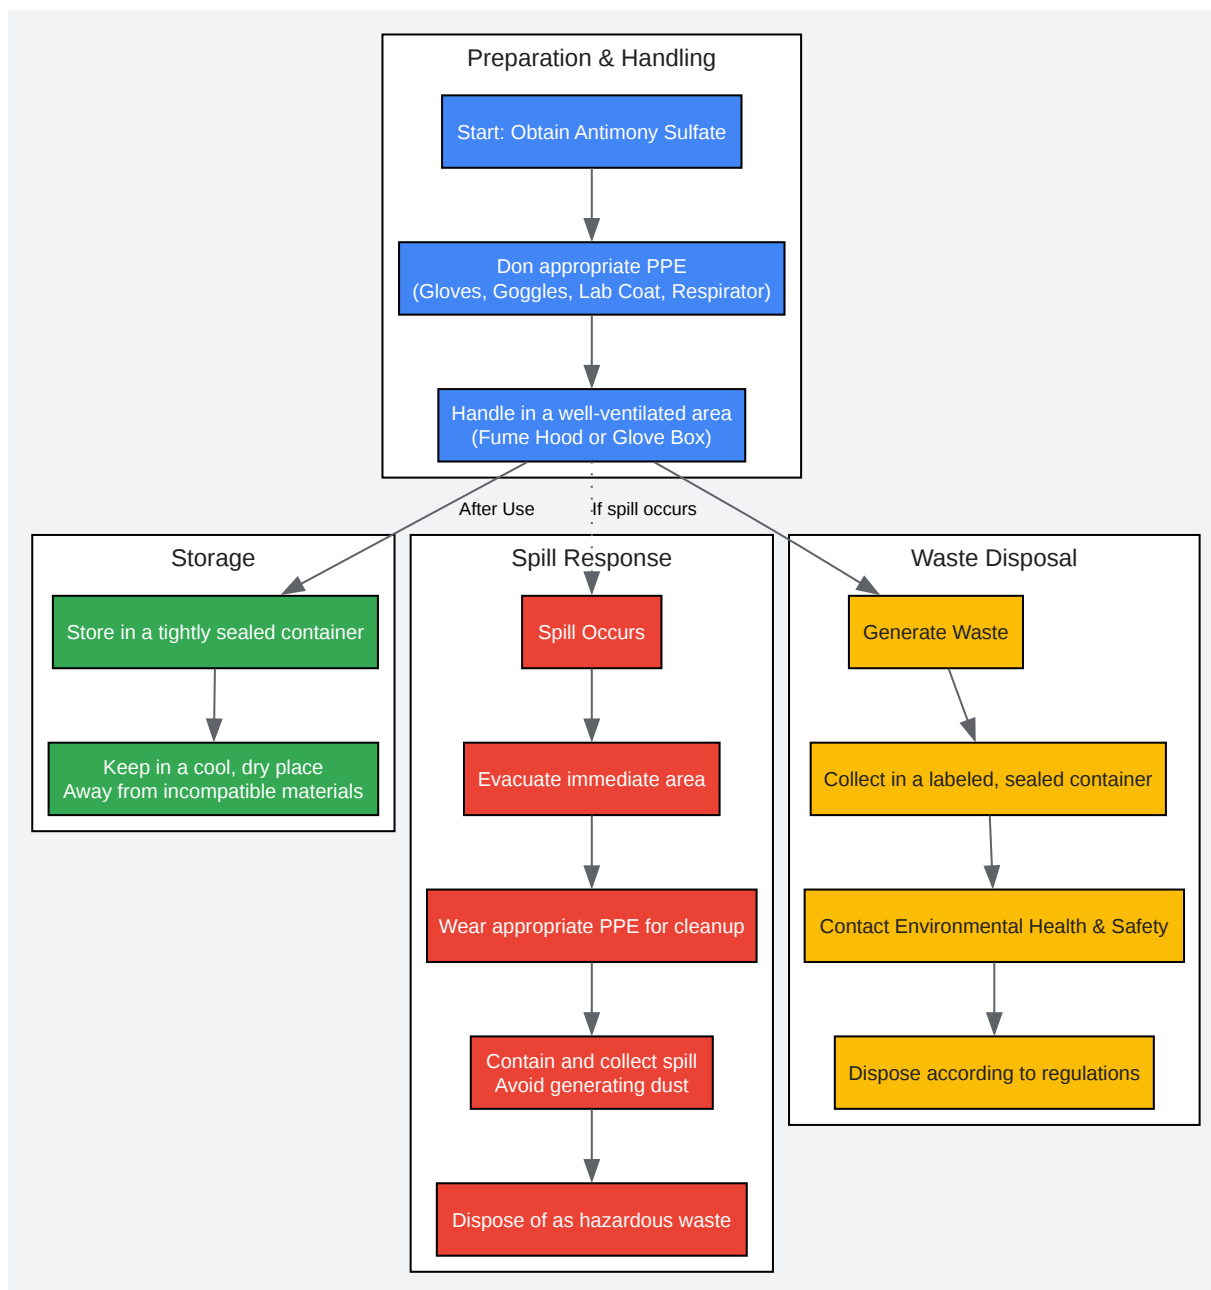 Preparation & Handling
Start: Obtain Antimony Sulfate
Don appropriate PPE
(Gloves, Goggles, Lab Coat, Respirator)
Handle in a well-ventilated area
(Fume Hood or Glove Box)
After Use
If spill occurs
Storage
Store in a tightly sealed container
Keep in a cool, dry place
Away from incompatible materials
Spill Response
Spill Occurs
Evacuate immediate area
Wear appropriate PPE for cleanup
Contain and collect spill
Avoid generating dust
Dispose of as hazardous waste
Waste Disposal
Generate Waste
Collect in a labeled, sealed container
Contact Environmental Health & Safety
Dispose according to regulations